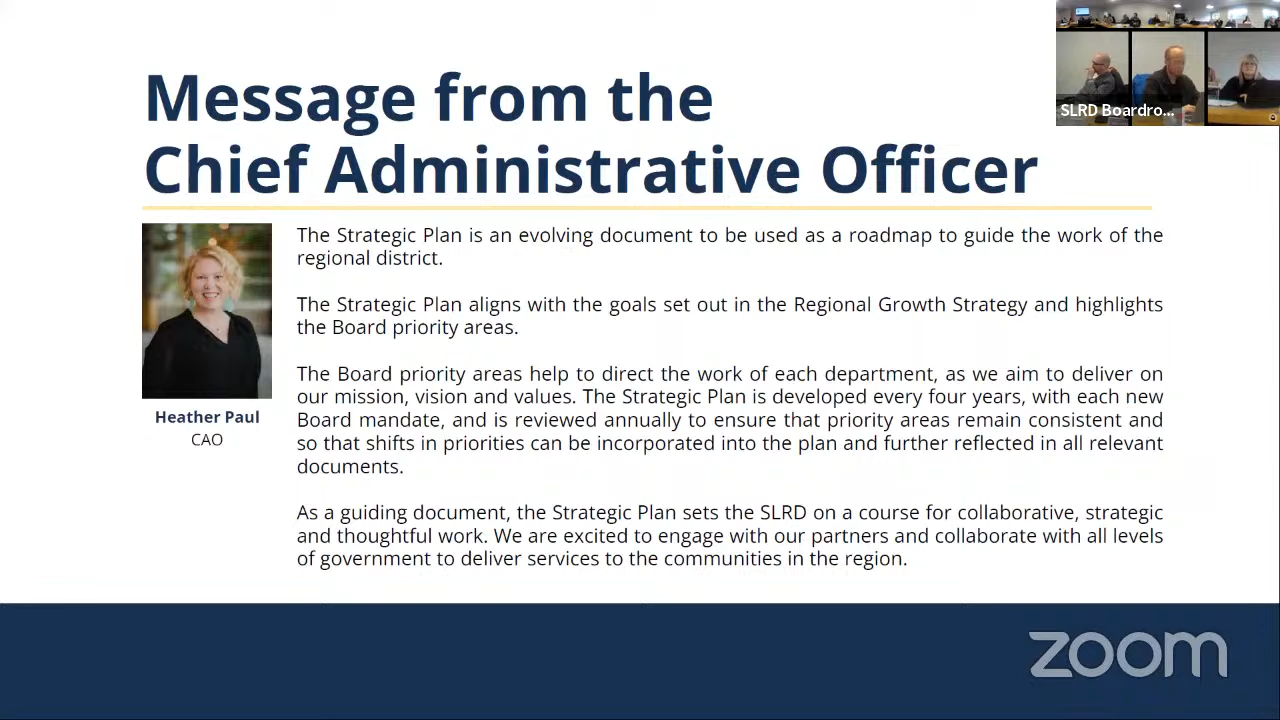 Message from the
Chief Administrative Officer
SLRD Boardro...
The Strategic Plan is an evolving document to be used as a roadmap to guide the work of the
regional district.
The Strategic Plan aligns with the goals set out in the Regional Growth Strategy and highlights
the Board priority areas.
The Board priority areas help to direct the work of each department, as we aim to deliver on
our mission, vision and values. The Strategic Plan is developed every four years, with each new
Board mandate, and is reviewed annually to ensure that priority areas remain consistent and
so that shifts in priorities can be incorporated into the plan and further reflected in all relevant
documents.
As a guiding document, the Strategic Plan sets the SLRD on a course for collaborative, strategic
and thoughtful work. We are excited to engage with our partners and collaborate with all levels
of government to deliver services to the communities in the region.
Heather Paul
CAO
zoom